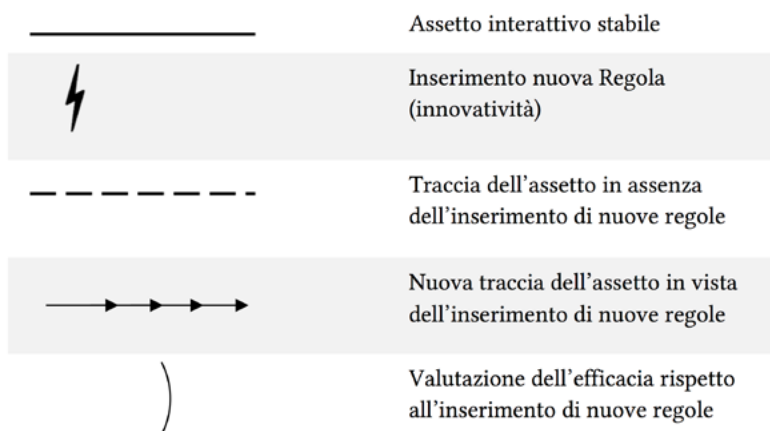 Assetto interattivo stabile
Inserimento nuova Regola
(innovatività)
Traccia dell’assetto in assenza
dell’inserimento di nuove regole
Nuova traccia dell’assetto in vista
dell’inserimento di nuove regole
Valutazione dell’efficacia rispetto
all’inserimento di nuove regole